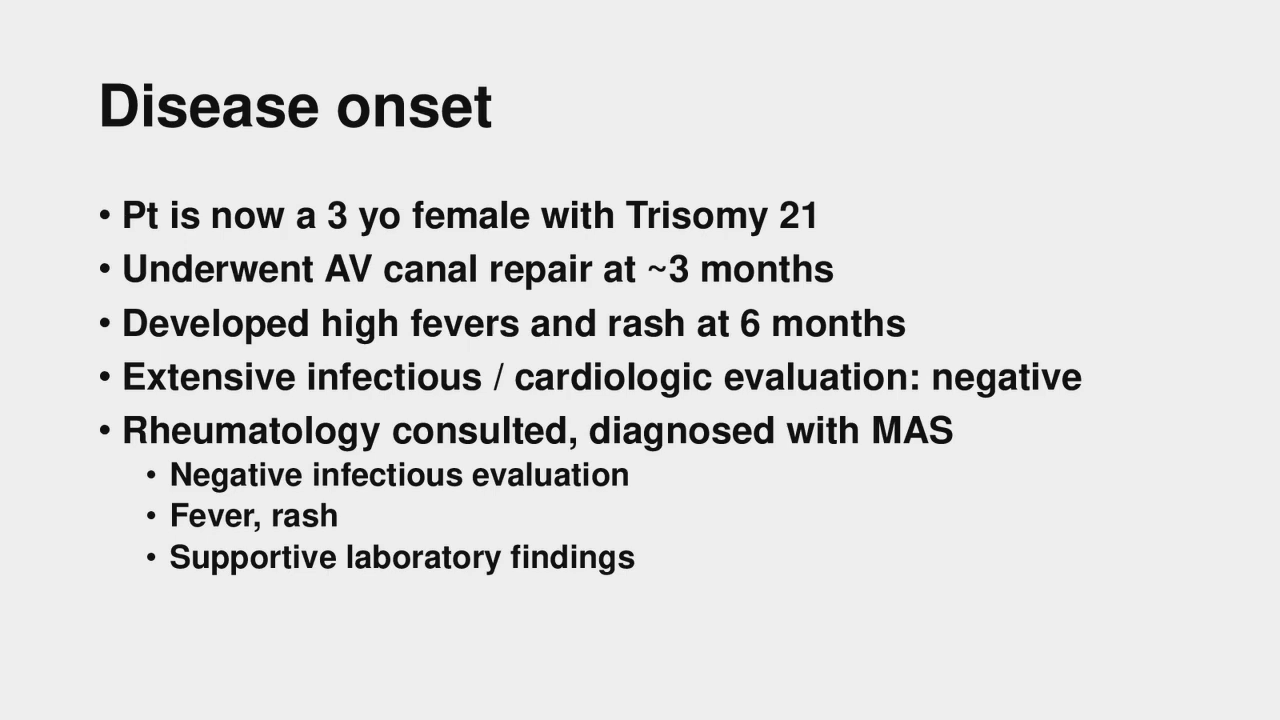 Disease onset
• Pt is now a 3 yo female with Trisomy 21
• Underwent AV canal repair at ~3 months
• Developed high fevers and rash at 6 months
• Extensive infectious / cardiologic evaluation: negative
• Rheumatology consulted, diagnosed with MAS
• Negative infectious evaluation
• Fever, rash
• Supportive laboratory findings